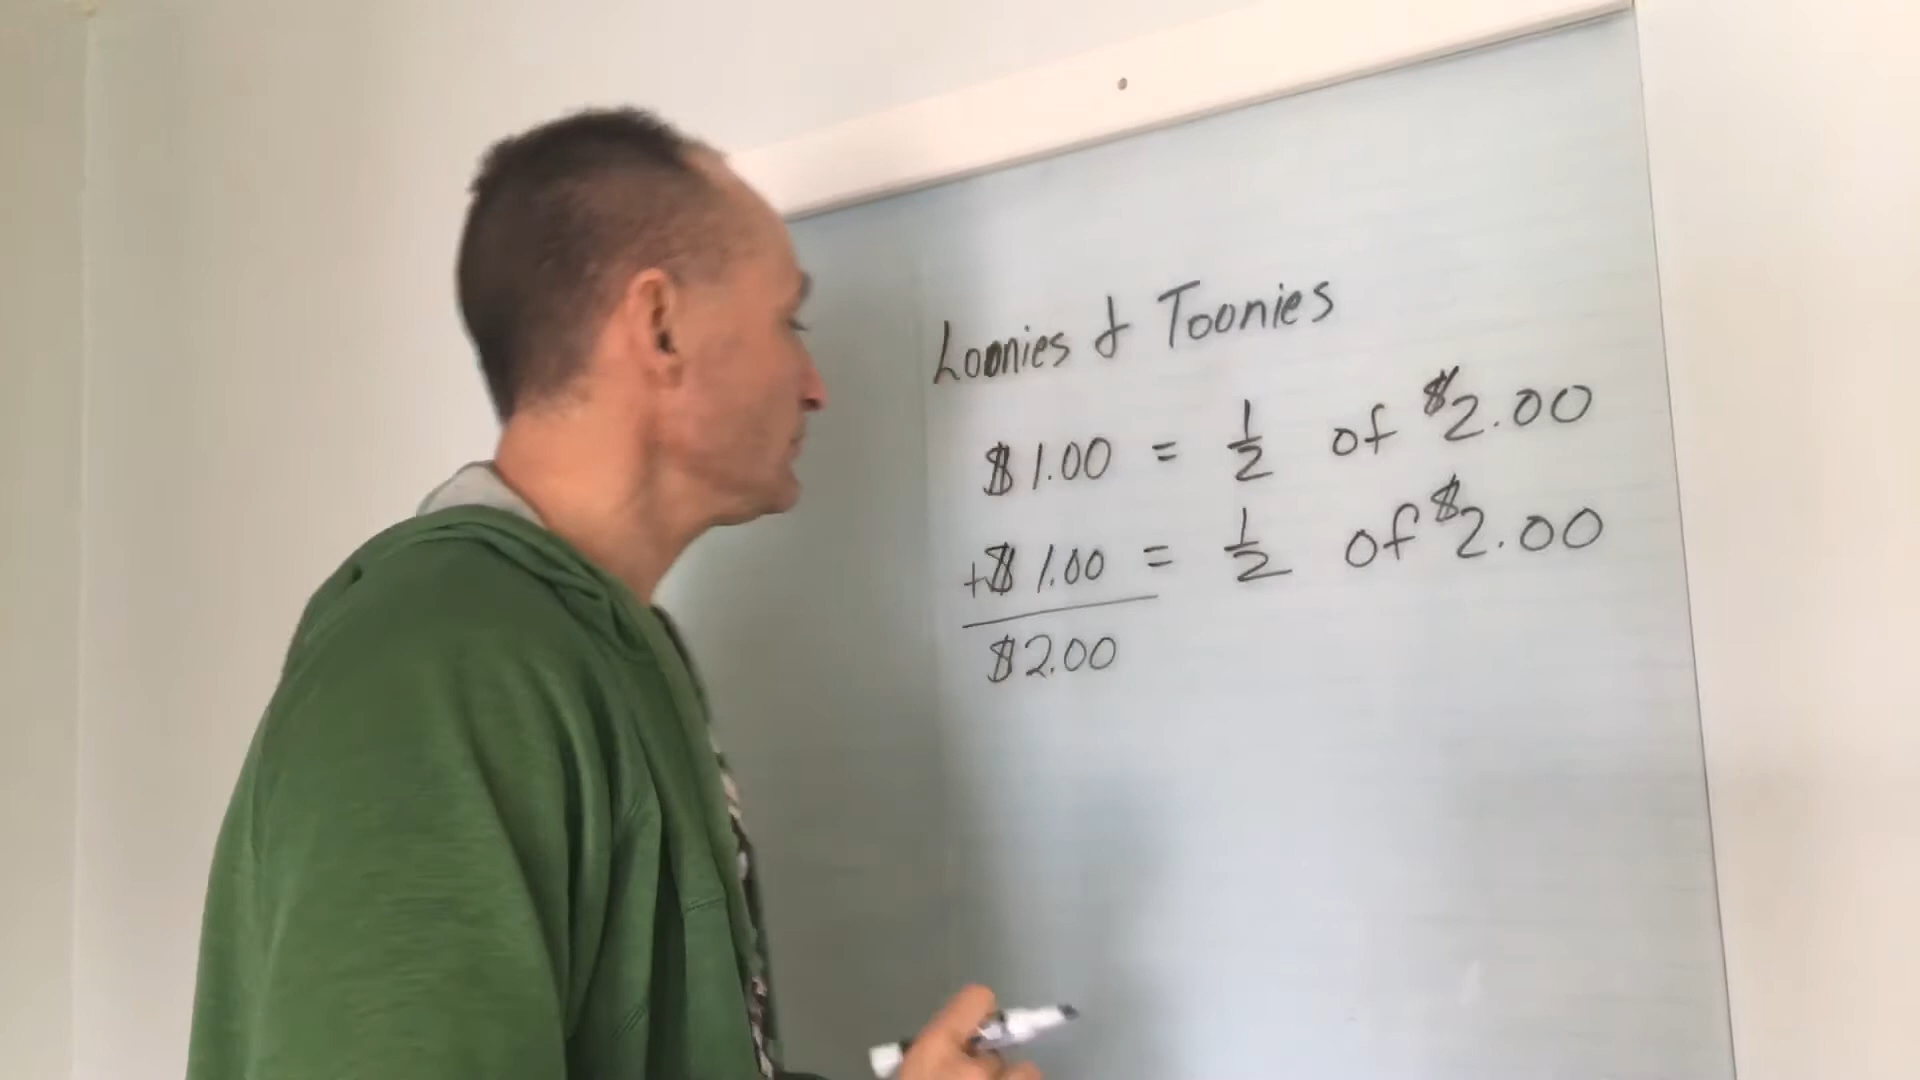 Loonies & Toonies
$1.00 = 1/2 of $2.00
+$1.00 = 1/2 of $2.00
$2.00